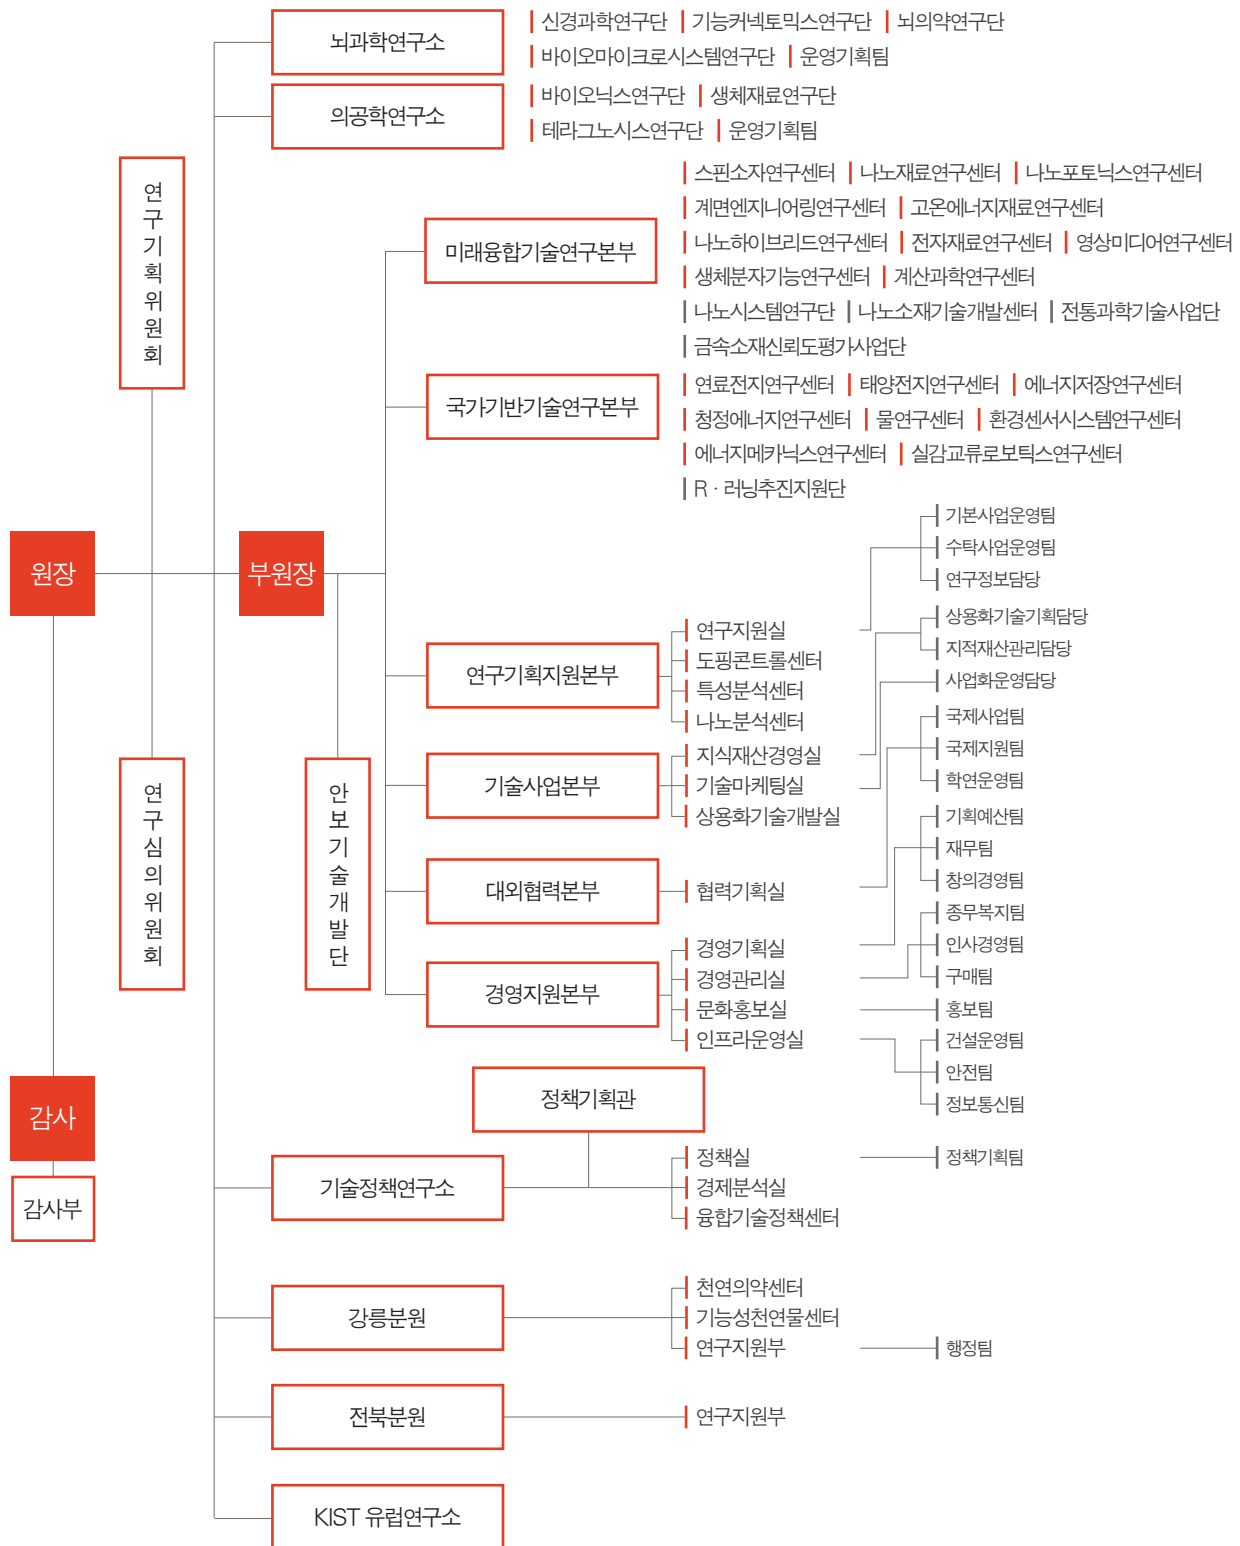 뇌과학연구소
신경과학연구단 기능커넥토믹스연구단 뇌의약연구단
바이오마이크로시스템연구단 운영기획팀
의공학연구소
바이오닉스연구단 생체재료연구단
테라그노시스연구단 운영기획팀
연구기획위원회
미래융합기술연구본부
스핀소자연구센터 나노재료연구센터 나노포토닉스연구센터
계면엔지니어링연구센터 고온에너지재료연구센터
나노하이브리드연구센터 전자재료연구센터 영상미디어연구센터
생체분자기능연구센터 계산과학연구센터
나노시스템연구단 나노소재기술개발센터 전통과학기술사업단
금속소재신뢰도평가사업단
국가기반기술연구본부
연료전지연구센터 태양전지연구센터 에너지저장연구센터
청정에너지연구센터 물연구센터 환경센서시스템연구센터
에너지메카닉스연구센터 실감교류로보틱스연구센터
R · 러닝추진지원단
원장
부원장
연구기획지원본부
연구지원실
도핑콘트롤센터
특성분석센터
나노분석센터
기본사업운영팀
수탁사업운영팀
연구정보담당
기술사업본부
지식재산경영실
기술마케팅실
상용화기술개발실
상용화기술기획담당
지적재산관리담당
사업화운영담당
연구심의위원회
안보기술개발단
대외협력본부
협력기획실
국제사업팀
국제지원팀
학연운영팀
경영지원본부
경영기획실
경영관리실
문화홍보실
인프라운영실
기획예산팀
재무팀
창의경영팀
종무복지팀
인사경영팀
구매팀
홍보팀
건설운영팀
안전팀
정보통신팀
감사
감사부
정책기획관
기술정책연구소
정책실
경제분석실
융합기술정책센터
정책기획팀
강릉분원
천연의약센터
기능성천연물센터
연구지원부
행정팀
전북분원
연구지원부
KIST 유럽연구소